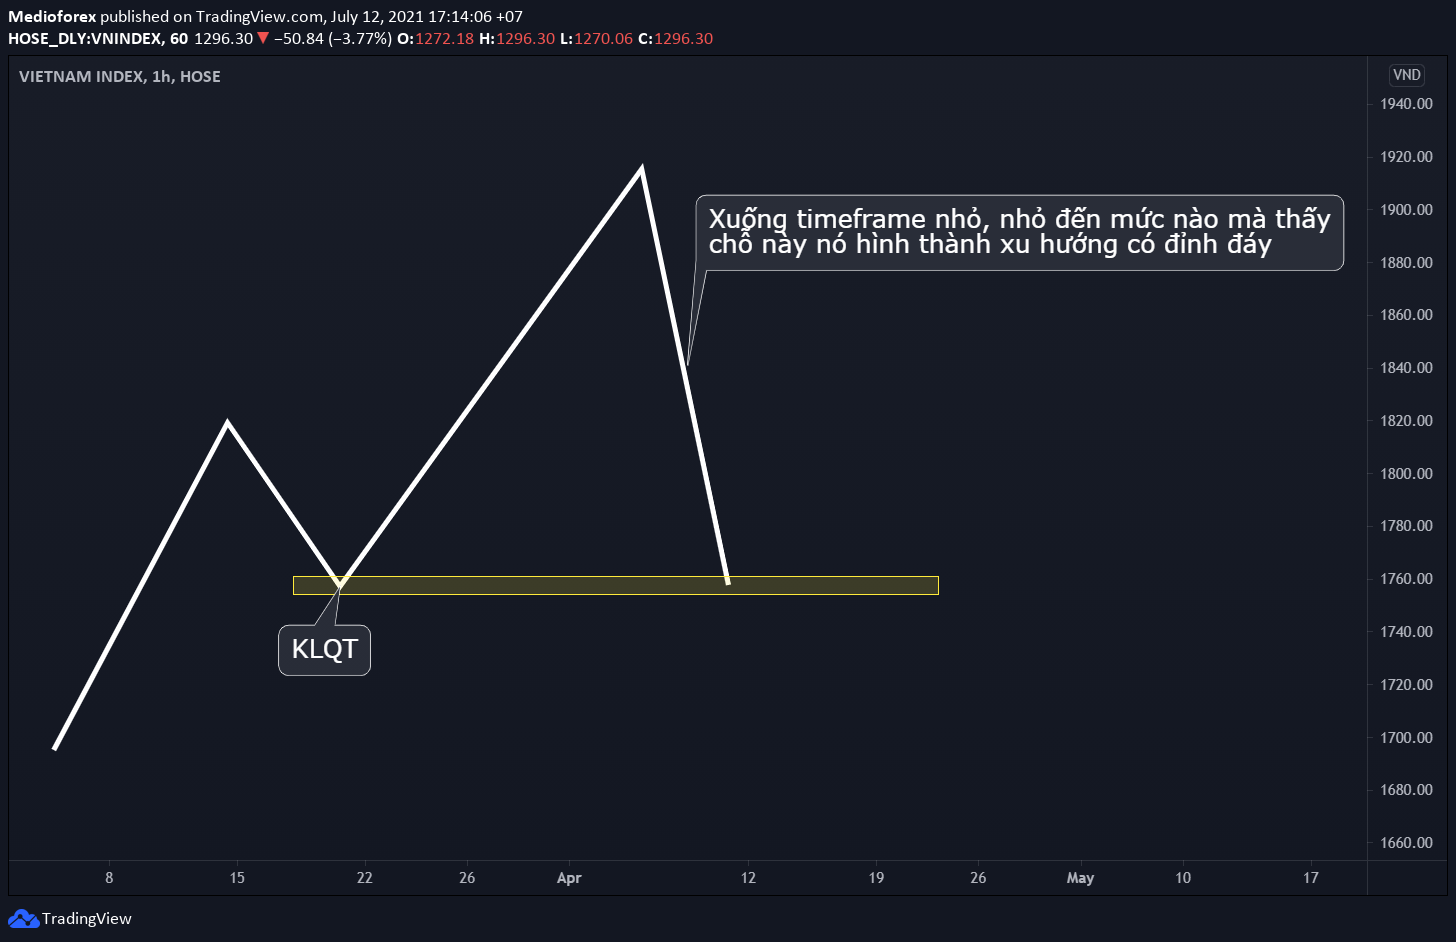 Medioforex published on TradingView.com, July 12, 2021 17:14:06 +07
HOSE_DLY:VNINDEX, 60 1296.30 ▼ −50.84 (−3.77%) O:1272.18 H:1296.30 L:1270.06 C:1296.30
VIETNAM INDEX, 1h, HOSE
VND
1940.00
1920.00
Xuống timeframe nhỏ, nhỏ đến mức nào mà thấy
chỗ này nó hình thành xu hướng có đỉnh đáy
1900.00
1880.00
1860.00
1840.00
1820.00
1800.00
1780.00
1760.00
KLQT
1740.00
1720.00
1700.00
1680.00
1660.00
8 15 22 26 Apr 12 19 26 May 10 17
TradingView